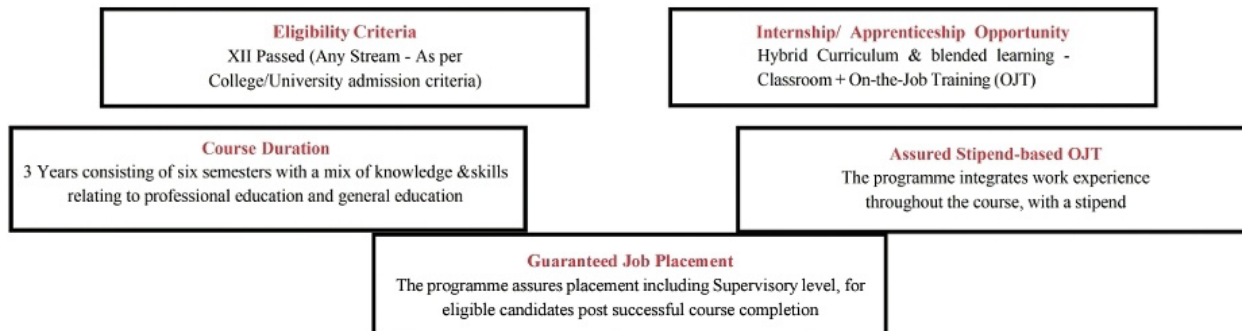 Eligibility Criteria
XII Passed (Any Stream - As per
College/University admission criteria)
Internship/ Apprenticeship Opportunity
Hybrid Curriculum & blended learning -
Classroom + On-the-Job Training (OJT)
Course Duration
3 Years consisting of six semesters with a mix of knowledge &skills
relating to professional education and general education
Assured Stipend-based OJT
The programme integrates work experience
throughout the course, with a stipend
Guaranteed Job Placement
The programme assures placement including Supervisory level, for
eligible candidates post successful course completion